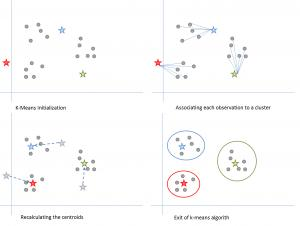 K-Means Initialization
Associating each observation to a cluster
Recalculating the centroids
Exit of k-means algorith